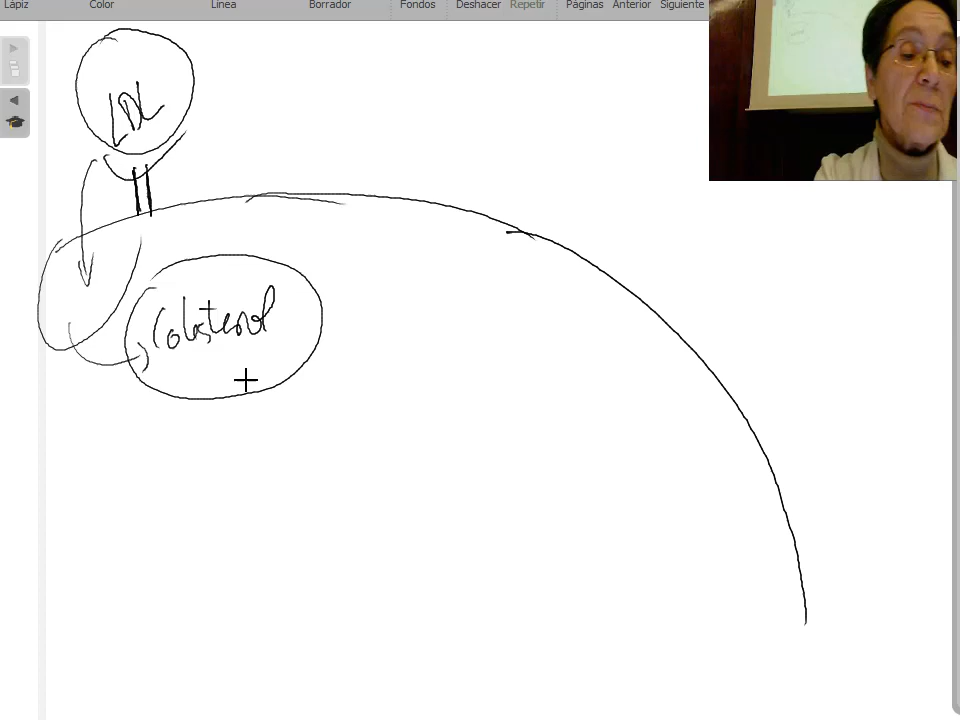 Lápiz Color Línea Borrador Fondos Deshacer Repetir Páginas Anterior Siguiente
LDL
Colesterol